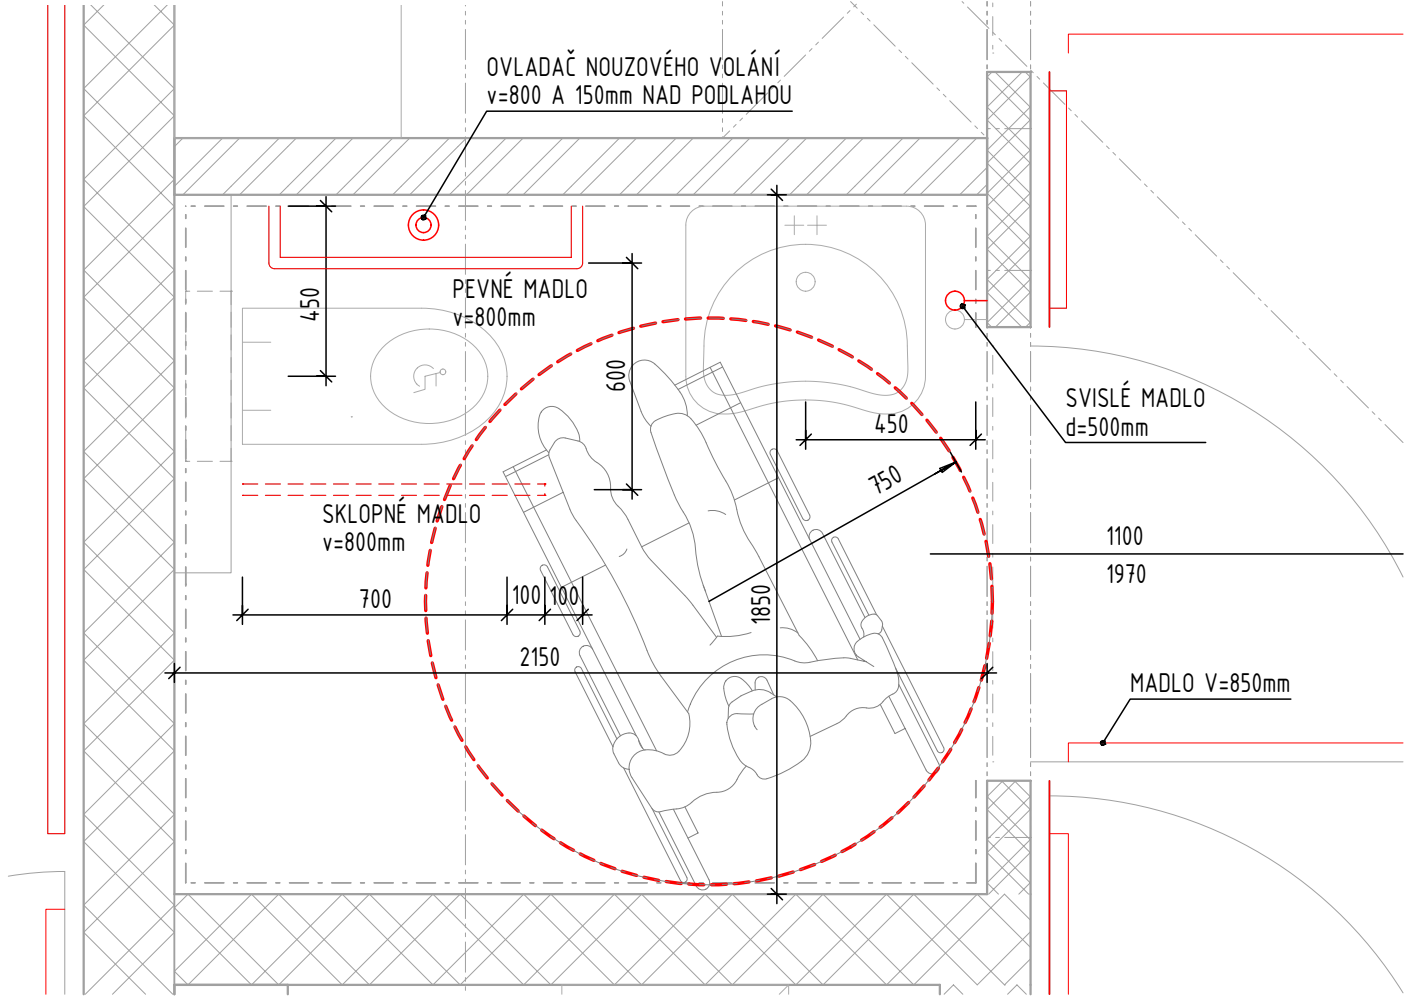 OVLADAČ NOUZOVÉHO VOLÁNÍ
v=800 A 150mm NAD PODLAHOU
450
PEVNÉ MADLO
v=800mm
600
SVISLÉ MADLO
d=500mm
450
750
SKLOPNÉ MADLO
v=800mm
1100
1970
700
100
100
1850
2150
MADLO V=850mm